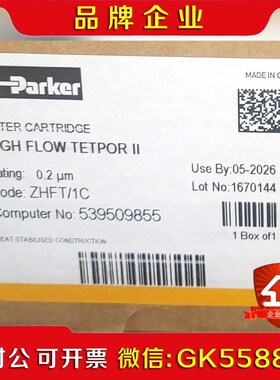 品 牌 企 业
Parker
MADE IN G
TER CARTRIDGE
GH FLOW TETPOR II
ating: 0.2 µm
ode: ZHFT/1C
Computer No: 539509855
Use By:05-2026
Lot No:1670144
1 Box of1
EAT STABILISED CONSTRUCTION
对公 可开票 微信:GK5588